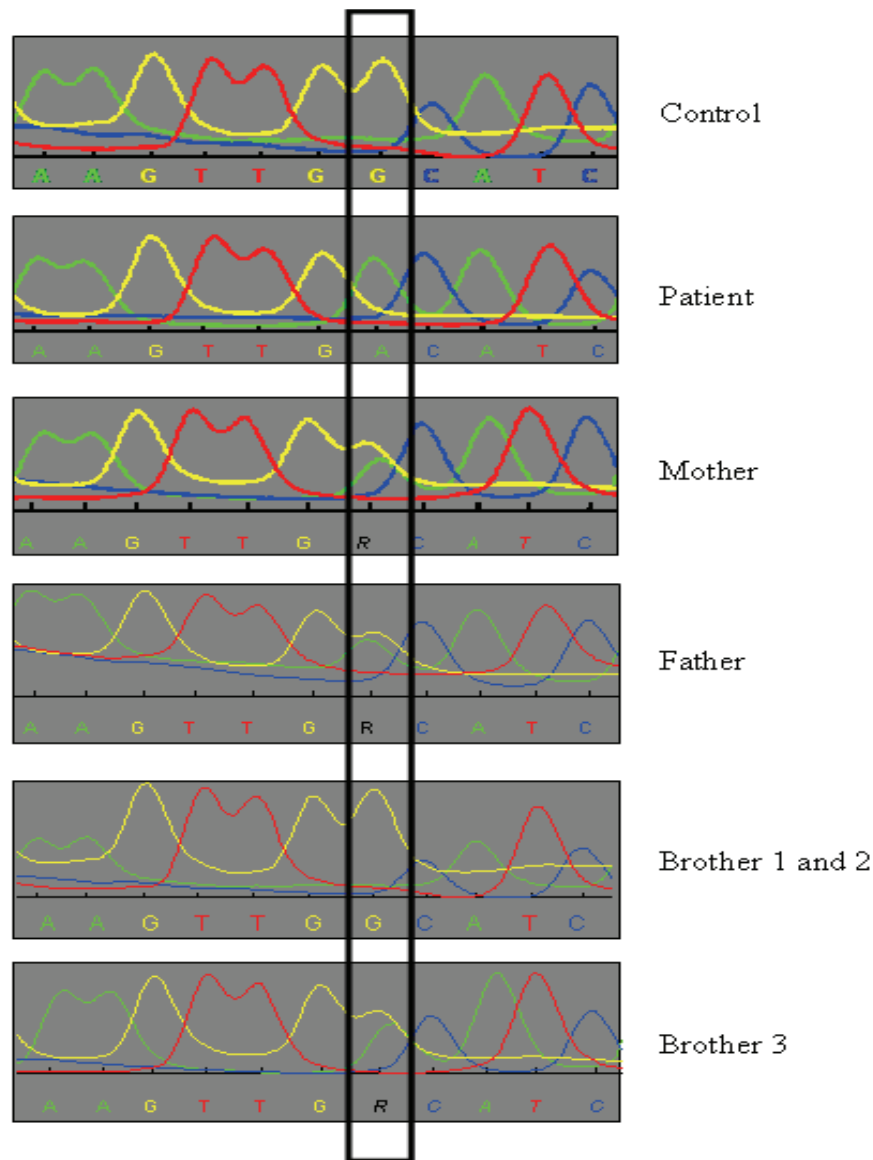 Control
A A G T T G G C A T C
Patient
A A G T T G A C A T C
Mother
A A G T T G R C A T C
Father
A A G T T G R C A T C
Brother 1 and 2
A A G T T G G C A T C
Brother 3
A A G T T G R C A T C